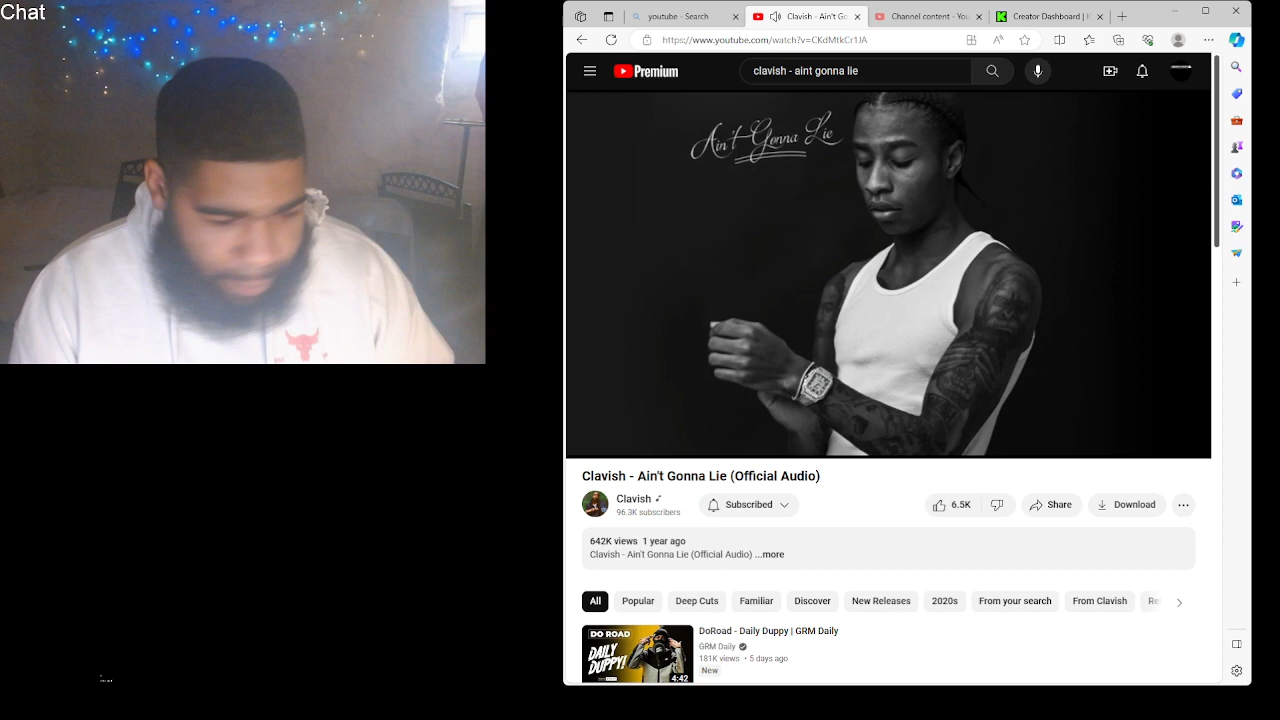 Chat
youtube - Search
Clavish - Ain't Go
Channel content - You
Creator Dashboard | K
https://www.youtube.com/watch?v=CKdMtkCr1JA
Premium
clavish - aint gonna lie
Ain't Gonna Lie
Clavish - Ain't Gonna Lie (Official Audio)
Clavish
96.3K subscribers
Subscribed
6.5K
Share
Download
642K views 1 year ago
Clavish - Ain't Gonna Lie (Official Audio) ...more
All
Popular
Deep Cuts
Familiar
Discover
New Releases
2020s
From your search
From Clavish
Re
DO ROAD
DAILY
DUPPY!
4:42
DoRoad - Daily Duppy | GRM Daily
GRM Daily
181K views • 5 days ago
New